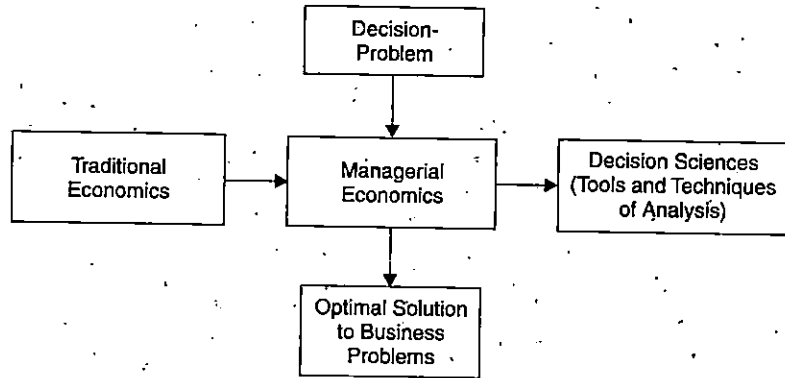 Decision-
Problem
Traditional
Economics
Managerial
Economics
Decision Sciences
(Tools and Techniques
of Analysis)
Optimal Solution
to Business
Problems